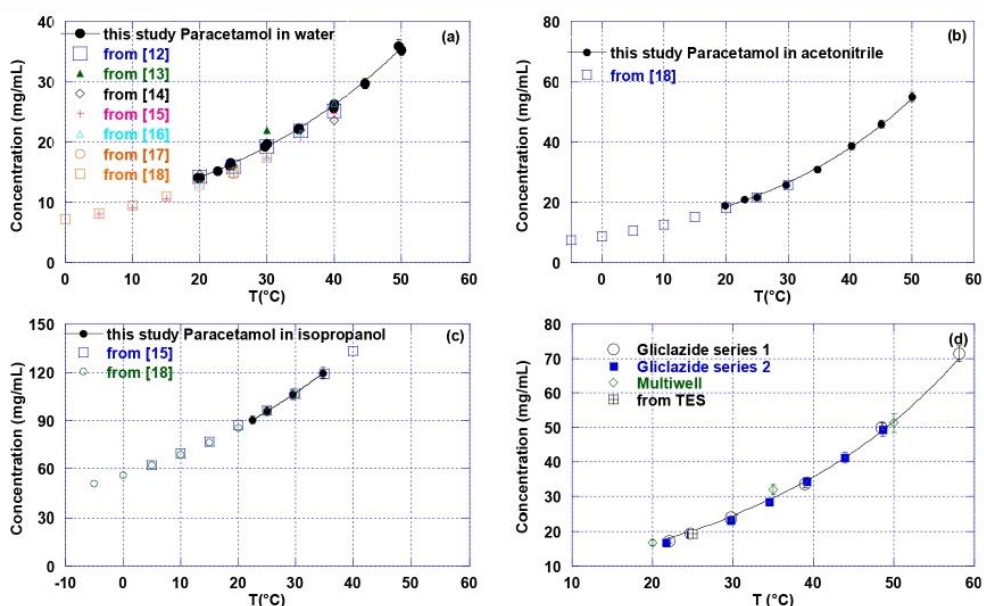 40
30
20
10
0
Concentration (mg/mL)
this study Paracetamol in water
from [12]
from [13]
from [14]
from [15]
from [16]
from [17]
from [18]
(a)
0 10 20 30 40 50 60
T(°C)
80
60
40
20
0
Concentration (mg/mL)
(b)
this study Paracetamol in acetonitrile
from [18]
0 10 20 30 40 50 60
T(°C)
150
120
90
60
30
0
Concentration (mg/mL)
this study Paracetamol in isopropanol
from [15]
from [18]
(c)
-10 0 10 20 30 40 50 60
T(°C)
80
70
60
50
40
30
20
10
Concentration (mg/mL)
(d)
Gliclazide series 1
Gliclazide series 2
Multiwell
from TES
10 20 30 40 50 60
T (°C)